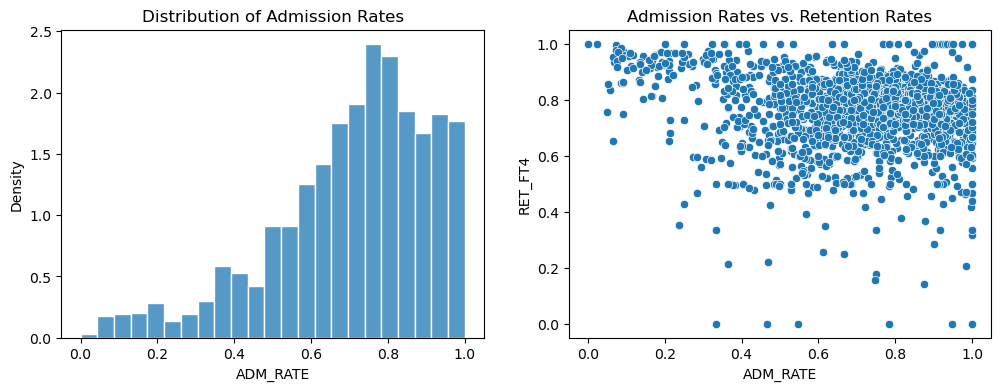 Distribution of Admission Rates
Density
2.5
2.0
1.5
1.0
0.5
0.0
0.0 0.2 0.4 0.6 0.8 1.0
ADM_RATE
Admission Rates vs. Retention Rates
RET_FT4
1.0
0.8
0.6
0.4
0.2
0.0
0.0 0.2 0.4 0.6 0.8 1.0
ADM_RATE